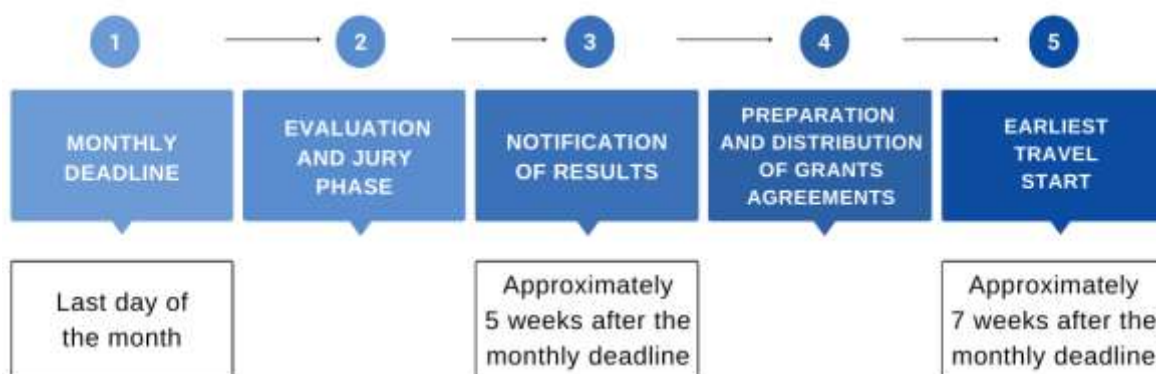 1
2
3
4
5
MONTHLY
DEADLINE
EVALUATION
AND JURY
PHASE
NOTIFICATION
OF RESULTS
PREPARATION
AND DISTRIBUTION
OF GRANTS
AGREEMENTS
EARLIEST
TRAVEL
START
Last day of
the month
Approximately
5 weeks after the
monthly deadline
Approximately
7 weeks after the
monthly deadline